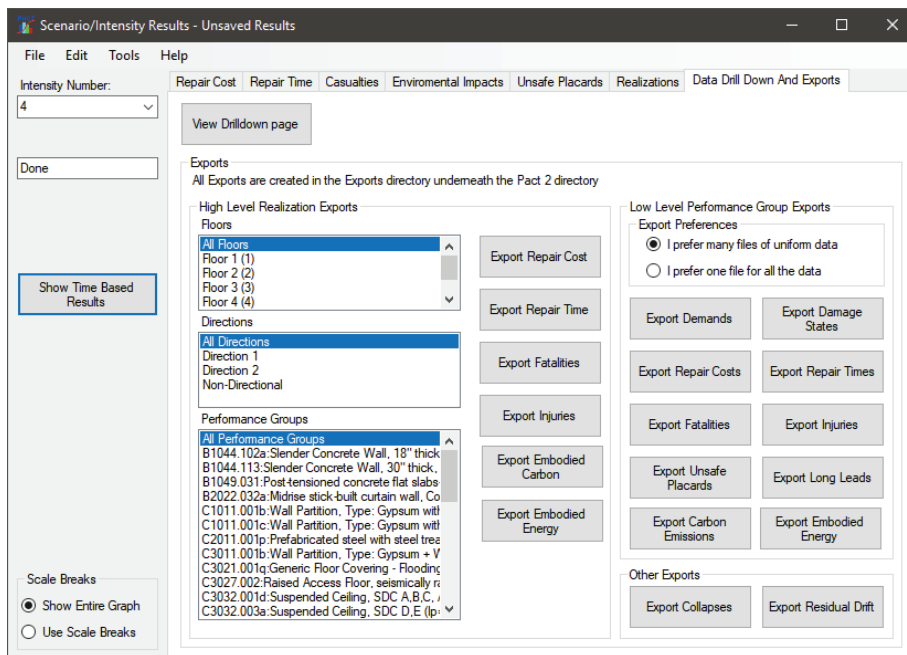 Scenario/Intensity Results - Unsaved Results
File Edit Tools Help
Intensity Number:
4
Done
Show Time Based
Results
Scale Breaks
Show Entire Graph
Use Scale Breaks
Repair Cost Repair Time Casualties Enviromental Impacts Unsafe Placards Realizations Data Drill Down And Exports
View Drilldown page
Exports
All Exports are created in the Exports directory underneath the Pact 2 directory
High Level Realization Exports
Floors
All Floors
Floor 1 (1)
Floor 2 (2)
Floor 3 (3)
Floor 4 (4)
Directions
All Directions
Direction 1
Direction 2
Non-Directional
Performance Groups
All Performance Groups
B1044.102a:Slender Concrete Wall, 18" thick
B1044.113:Slender Concrete Wall, 30" thick,
B1049.031:Post-tensioned concrete flat slabs-
B2022.032a:Midrise stick-built curtain wall, Co
C1011.001b:Wall Partition, Type: Gypsum with
C1011.001c:Wall Partition, Type: Gypsum with
C2011.001p:Prefabricated steel with steel trea
C3011.001b:Wall Partition, Type: Gypsum + W
C3021.001q:Generic Floor Covering - Flooding
C3027.002:Raised Access Floor, seismically ra
C3032.001d:Suspended Ceiling, SDC A,B,C, 
C3032.003a:Suspended Ceiling, SDC D,E (Ip=
Export Repair Cost
Export Repair Time
Export Fatalities
Export Injuries
Export Embodied
Carbon
Export Embodied
Energy
Low Level Performance Group Exports
Export Preferences
I prefer many files of uniform data
I prefer one file for all the data
Export Demands
Export Damage
States
Export Repair Costs
Export Repair Times
Export Fatalities
Export Injuries
Export Unsafe
Placards
Export Long Leads
Export Carbon
Emissions
Export Embodied
Energy
Other Exports
Export Collapses
Export Residual Drift